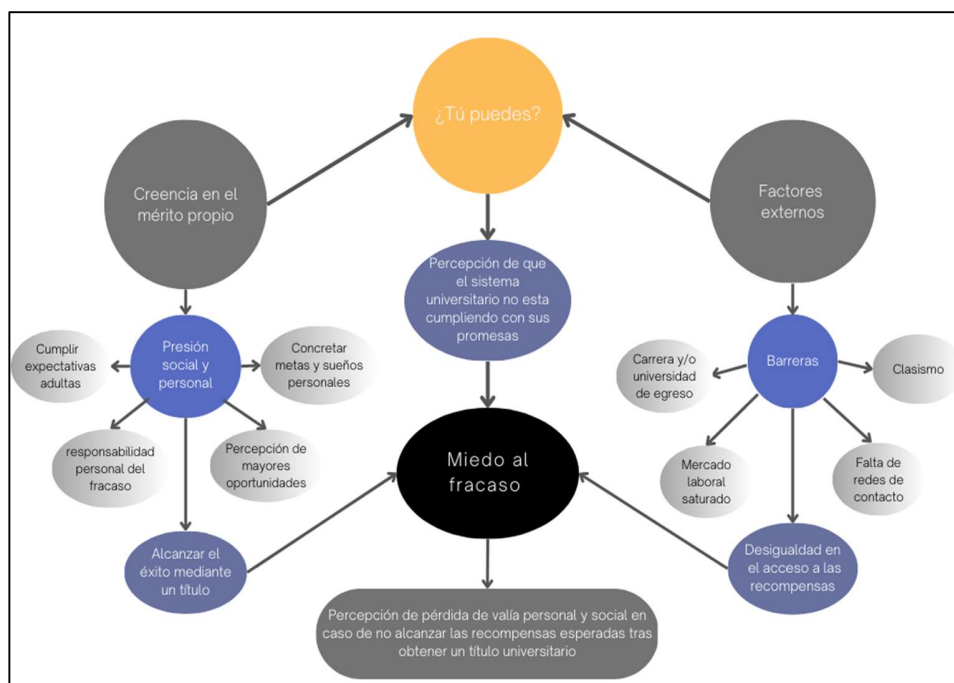 ¿Tú puedes?
Creencia en el
mérito propio
Factores
externos
Percepción de que
el sistema
universitario no esta
cumpliendo con sus
promesas
Presión
social y
personal
Cumplir
expectativas
adultas
Concretar
metas y sueños
personales
responsabilidad
personal del
fracaso
Percepción de
mayores
oportunidades
Barreras
Carrera y/o
universidad
de egreso
Clasismo
Mercado
laboral
saturado
Falta de
redes de
contacto
Miedo al
fracaso
Alcanzar el
éxito mediante
un título
Desigualdad en
el acceso a las
recompensas
Percepción de pérdida de valía personal y social en
caso de no alcanzar las recompensas esperadas tras
obtener un título universitario